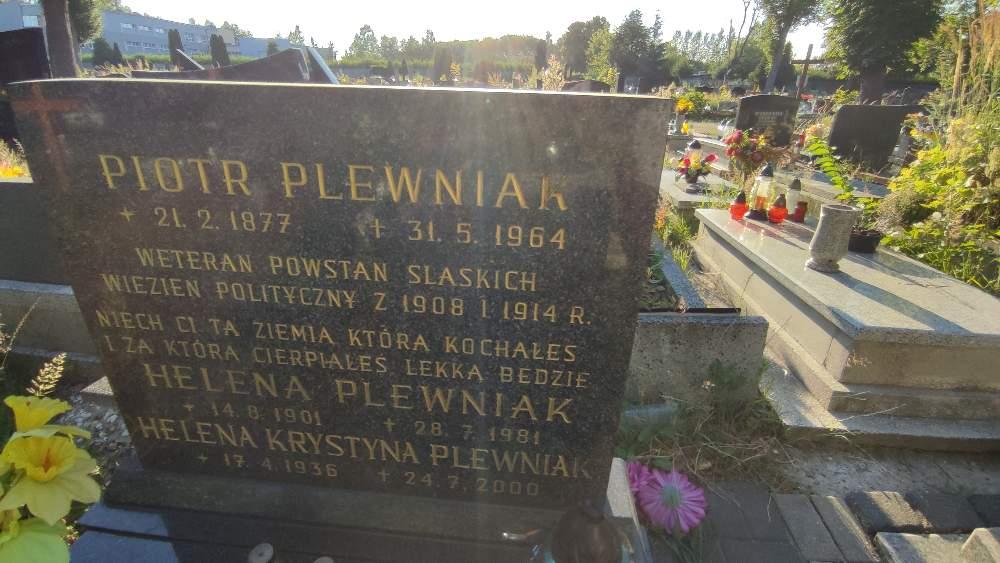 PIOTR PLEWNIAK
+ 21. 2. 1877 + 31. 5. 1964
WETERAN POWSTAN SLASKICH
WIEZIEN POLITYCZNY Z 1908 I 1914 R.
NIECH CI TA ZIEMIA KTÓRA KOCHAŁES
I ZA KTÓRA CIERPIAŁEŚ LEKKA BEDZIE
HELENA PLEWNIAK
+ 14. 8. 1901 + 28. 7. 1981
HELENA KRYSTYNA PLEWNIAK
+ 17. 4. 1936 + 24. 7. 2000